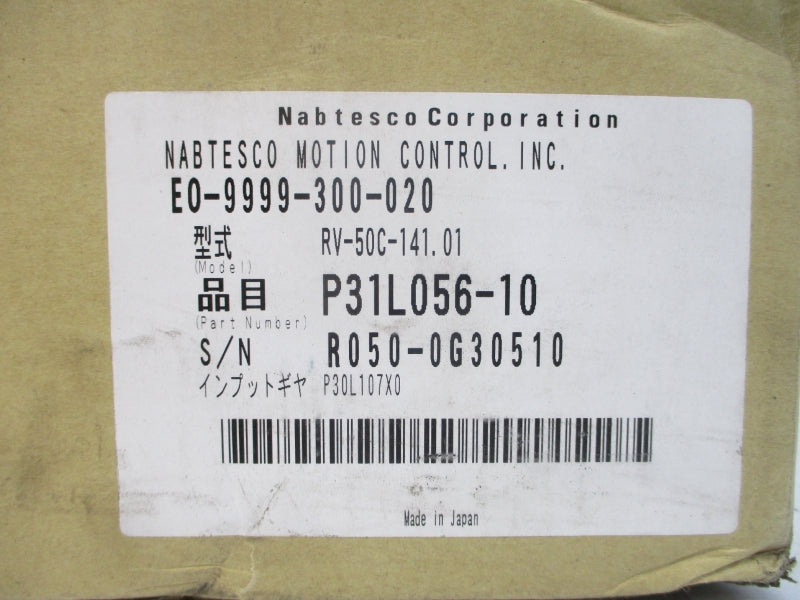 Nabtesco Corporation
NABTESCO MOTION CONTROL.INC.
EO-9999-300-020
型式 RV-50C-141.01
(Model)
品目 P31L056-10
(Part Number)
S/N R050-0G30510
インプットギヤ P30L107X0
Made in Japan